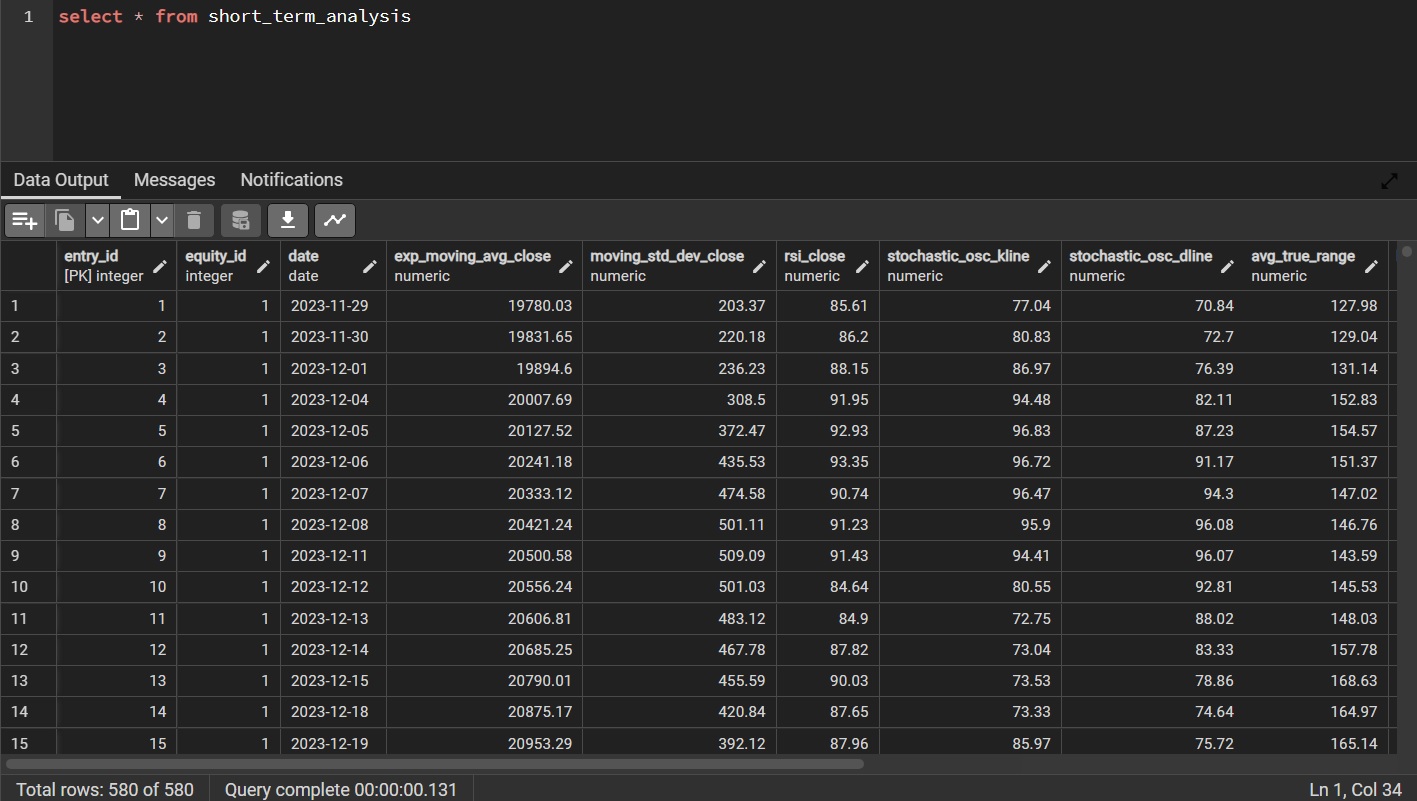 1 select * from short_term_analysis
Data Output Messages Notifications
entry_id equity_id date exp_moving_avg_close moving_std_dev_close rsi_close stochastic_osc_kline stochastic_osc_dline avg_true_range
[PK] integer integer date numeric numeric numeric numeric numeric numeric
1 1 1 2023-11-29 19780.03 203.37 85.61 77.04 70.84 127.98
2 2 1 2023-11-30 19831.65 220.18 86.2 80.83 72.7 129.04
3 3 1 2023-12-01 19894.6 236.23 88.15 86.97 76.39 131.14
4 4 1 2023-12-04 20007.69 308.5 91.95 94.48 82.11 152.83
5 5 1 2023-12-05 20127.52 372.47 92.93 96.83 87.23 154.57
6 6 1 2023-12-06 20241.18 435.53 93.35 96.72 91.17 151.37
7 7 1 2023-12-07 20333.12 474.58 90.74 96.47 94.3 147.02
8 8 1 2023-12-08 20421.24 501.11 91.23 95.9 96.08 146.76
9 9 1 2023-12-11 20500.58 509.09 91.43 94.41 96.07 143.59
10 10 1 2023-12-12 20556.24 501.03 84.64 80.55 92.81 145.53
11 11 1 2023-12-13 20606.81 483.12 84.9 72.75 88.02 148.03
12 12 1 2023-12-14 20685.25 467.78 87.82 73.04 83.33 157.78
13 13 1 2023-12-15 20790.01 455.59 90.03 73.53 78.86 168.63
14 14 1 2023-12-18 20875.17 420.84 87.65 73.33 74.64 164.97
15 15 1 2023-12-19 20953.29 392.12 87.96 85.97 75.72 165.14
Total rows: 580 of 580 Query complete 00:00:00.131 Ln 1, Col 34